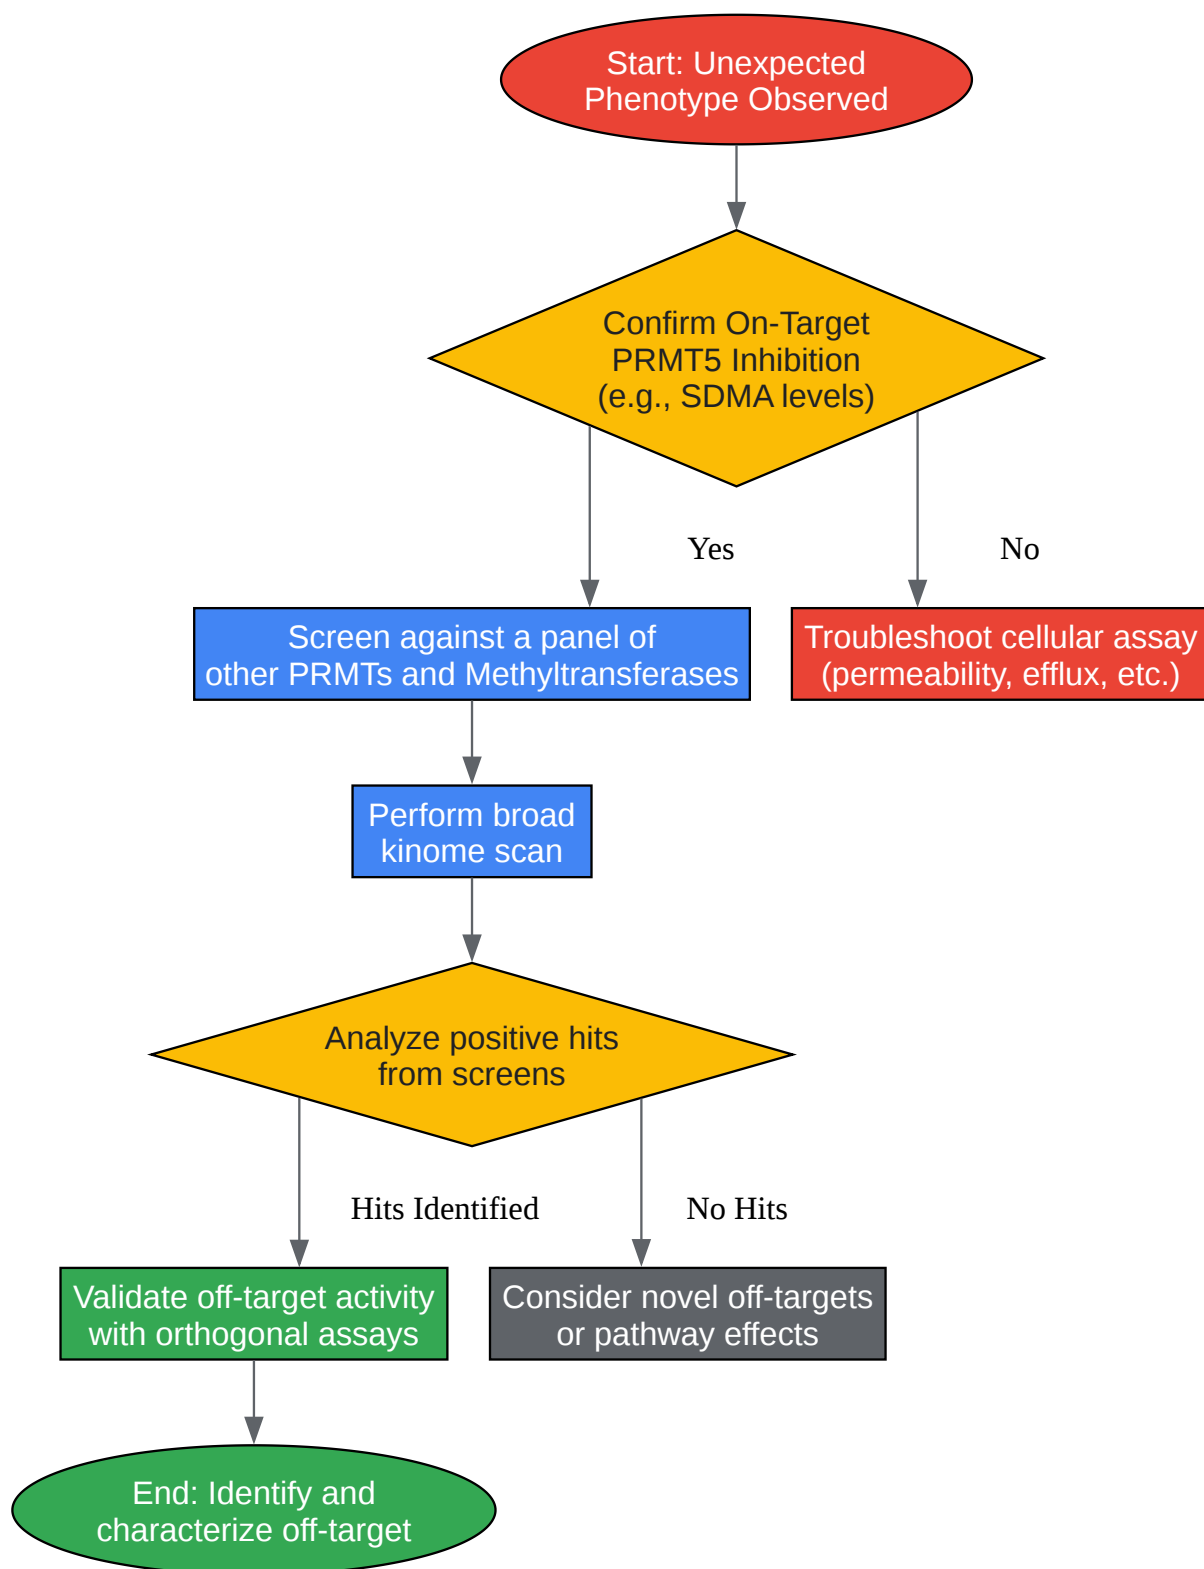 Start: Unexpected
Phenotype Observed
Confirm On-Target
PRMT5 Inhibition
(e.g., SDMA levels)
Yes
No
Screen against a panel of
other PRMTs and Methyltransferases
Troubleshoot cellular assay
(permeability, efflux, etc.)
Perform broad
kinome scan
Analyze positive hits
from screens
Hits Identified
No Hits
Validate off-target activity
with orthogonal assays
Consider novel off-targets
or pathway effects
End: Identify and
characterize off-target